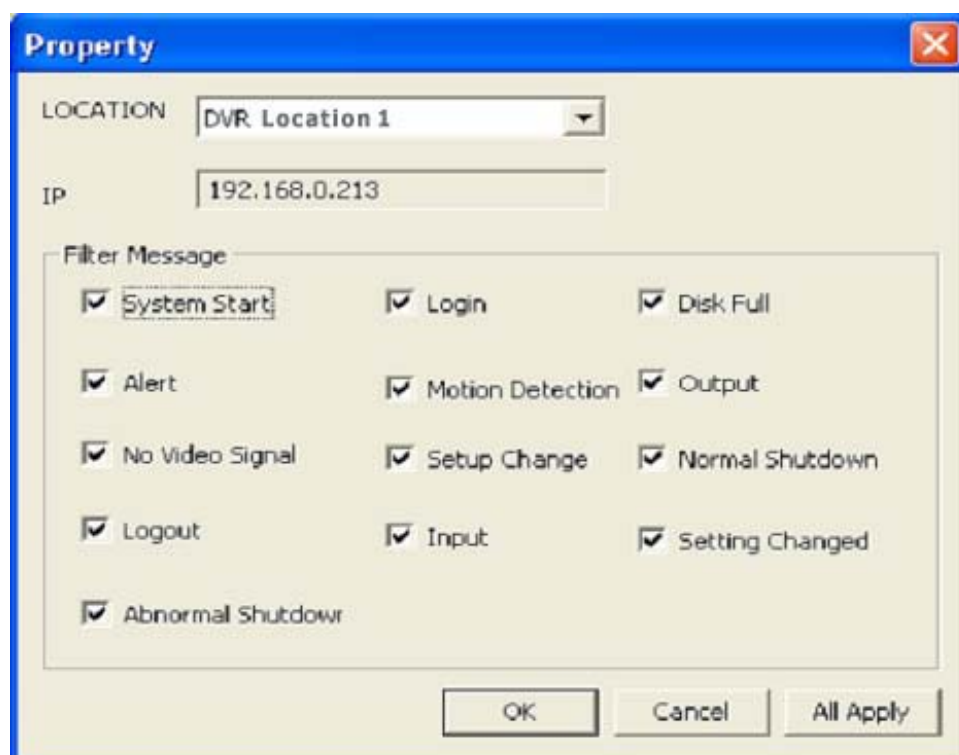 Property
LOCATION DVR Location 1
IP 192.168.0.213
Filter Message
System Start Login Disk Full
Alert Motion Detection Output
No Video Signal Setup Change Normal Shutdown
Logout Input Setting Changed
Abnormal Shutdowr
OK Cancel All Apply